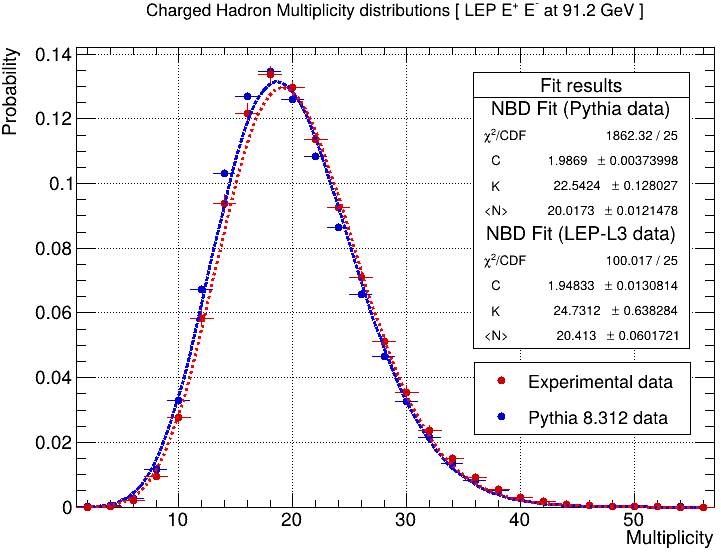 Charged Hadron Multiplicity distributions [ LEP E⁺ E⁻ at 91.2 GeV ]
Probability
0.14
0.12
0.1
0.08
0.06
0.04
0.02
0
10
20
30
40
50
Multiplicity
Fit results
NBD Fit (Pythia data)
χ²/CDF 1862.32 / 25
C 1.9869 ± 0.00373998
K 22.5424 ± 0.128027
<N> 20.0173 ± 0.0121478
NBD Fit (LEP-L3 data)
χ²/CDF 100.017 / 25
C 1.94833 ± 0.0130814
K 24.7312 ± 0.638284
<N> 20.413 ± 0.0601721
Experimental data
Pythia 8.312 data